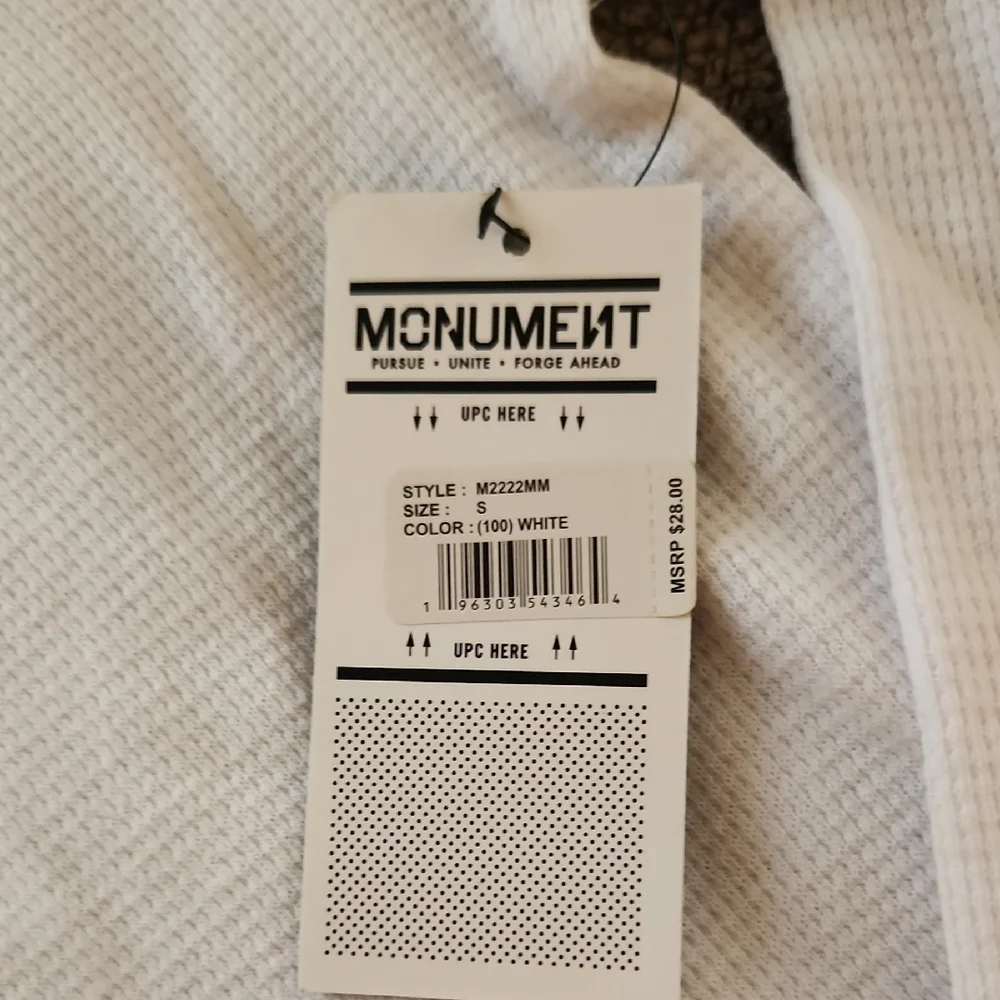 MONUMENT
PURSUE • UNITE • FORGE AHEAD
↓↓ UPC HERE ↓↓
STYLE : M2222MM
SIZE : S
COLOR : (100) WHITE
1 96303 54346 4
MSRP $28.00
↑↑ UPC HERE ↑↑